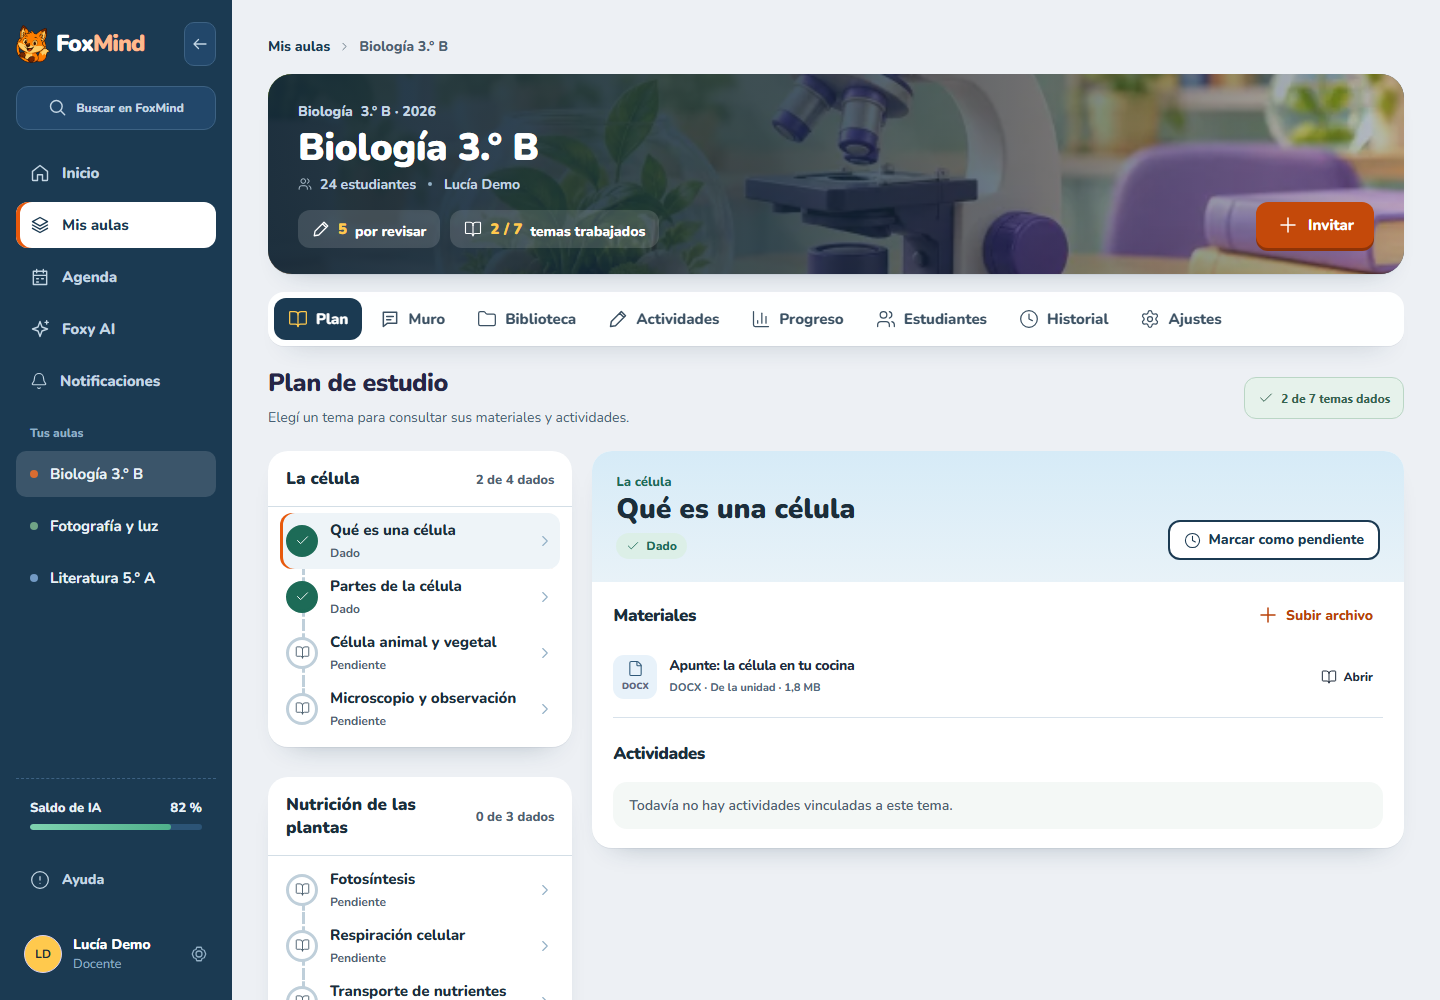 FoxMind
Buscar en FoxMind
Inicio
Mis aulas
Agenda
Foxy AI
Notificaciones
Tus aulas
Biología 3.° B
Fotografía y luz
Literatura 5.° A
Saldo de IA 82 %
Ayuda
LD
Lucía Demo
Docente
Mis aulas > Biología 3.° B
Biología 3.° B · 2026
Biología 3.° B
24 estudiantes • Lucía Demo
5 por revisar
2 / 7 temas trabajados
Invitar
Plan
Muro
Biblioteca
Actividades
Progreso
Estudiantes
Historial
Ajustes
Plan de estudio
Elegí un tema para consultar sus materiales y actividades.
2 de 7 temas dados
La célula 2 de 4 dados
Qué es una célula
Dado
Partes de la célula
Dado
Célula animal y vegetal
Pendiente
Microscopio y observación
Pendiente
Nutrición de las
plantas
0 de 3 dados
Fotosíntesis
Pendiente
Respiración celular
Pendiente
Transporte de nutrientes
La célula
Qué es una célula
Dado
Marcar como pendiente
Materiales
Subir archivo
DOCX
Apunte: la célula en tu cocina
DOCX · De la unidad · 1,8 MB
Abrir
Actividades
Todavía no hay actividades vinculadas a este tema.